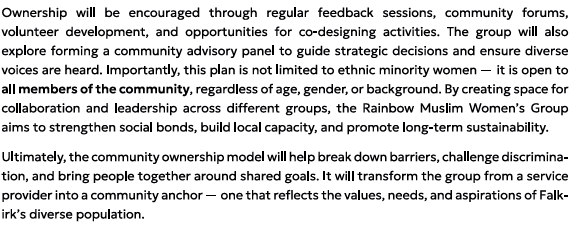 Ownership will be encouraged through regular feedback sessions, community forums,
volunteer development, and opportunities for co-designing activities. The group will also
explore forming a community advisory panel to guide strategic decisions and ensure diverse
voices are heard. Importantly, this plan is not limited to ethnic minority women — it is open to
all members of the community, regardless of age, gender, or background. By creating space for
collaboration and leadership across different groups, the Rainbow Muslim Women's Group
aims to strengthen social bonds, build local capacity, and promote long-term sustainability.
Ultimately, the community ownership model will help break down barriers, challenge discrimina-
tion, and bring people together around shared goals. It will transform the group from a service
provider into a community anchor — one that reflects the values, needs, and aspirations of Falk-
irk's diverse population.